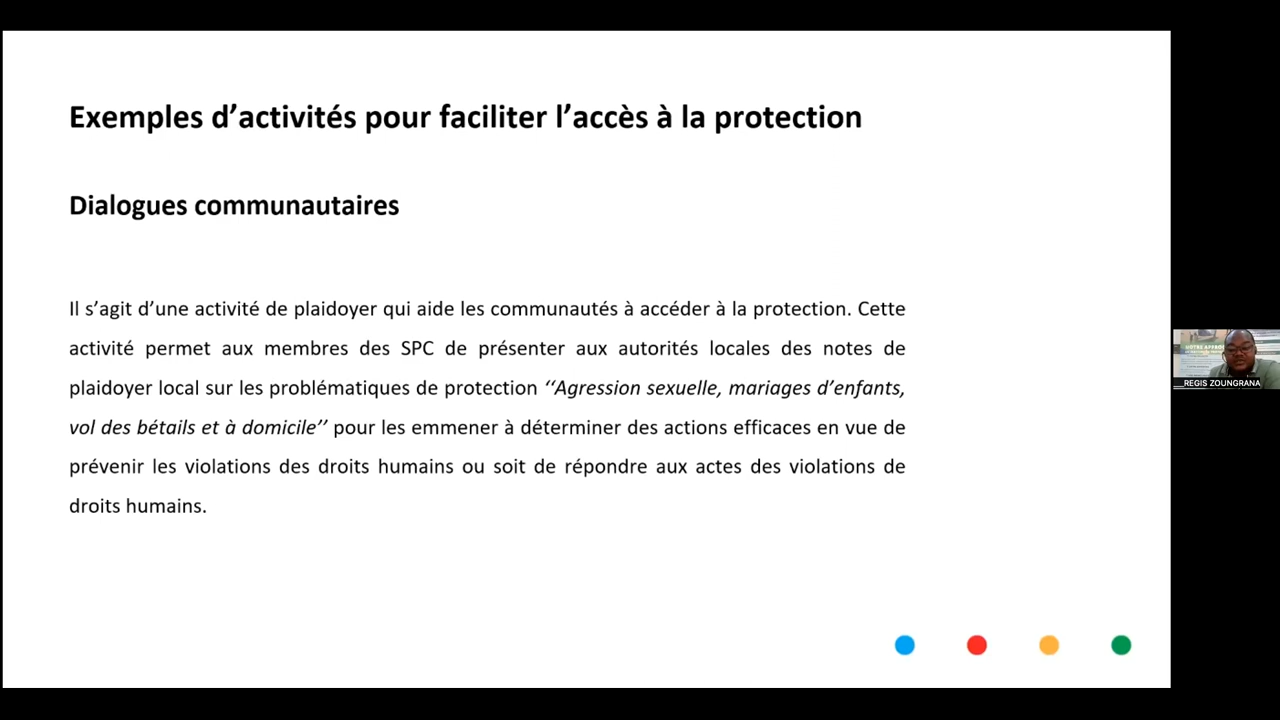 Exemples d’activités pour faciliter l’accès à la protection
Dialogues communautaires
Il s’agit d’une activité de plaidoyer qui aide les communautés à accéder à la protection. Cette
activité permet aux membres des SPC de presenter aux autorités locales des notes de
plaidoyer local sur les problématiques de protection ‘‘Agression sexuelle, mariages d’enfants,
vol des bétails et à domicile’’ pour les emmener à déterminer des actions efficaces en vue de
prévenir les violations des droits humains ou soit de répondre aux actes des violations de
droits humains.
REGIS ZOUNGRANA